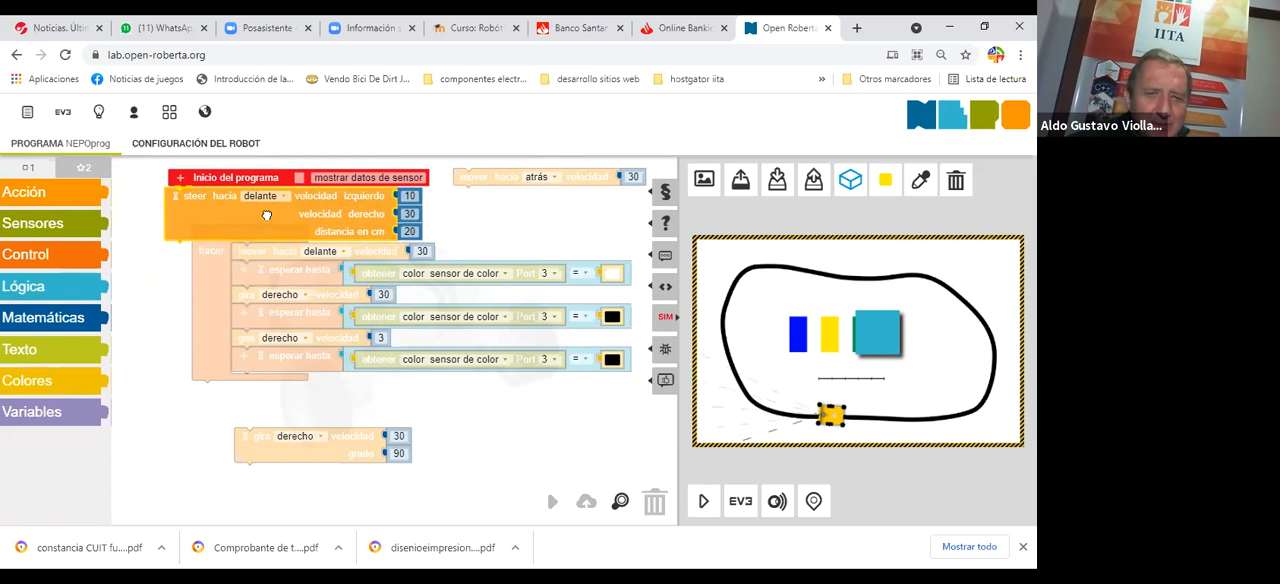 Noticias. Últim
(11) WhatsAp
Posasistente
Información s
Curso: Robót
Banco Santar
Online Bankin
Open Roberta
lab.open-roberta.org
Aplicaciones
Noticias de juegos
Introducción de la...
Vendo Bici De Dirt J...
componentes electr...
desarrollo sitios web
hostgator iita
»
Otros marcadores
Lista de lectura
EV3
PROGRAMA NEPOprog
CONFIGURACIÓN DEL ROBOT
1
2
Acción
Sensores
Control
Lógica
Matemáticas
Texto
Colores
Variables
+ Inicio del programa mostrar datos de sensor
mover hacia atrás velocidad 30
steer hacia delante velocidad izquierdo 10
velocidad derecho 30
distancia en cm 20
hacer mover hacia delante velocidad 30
+ esperar hasta obtener color sensor de color Port 3 =
gira derecho velocidad 30
+ esperar hasta obtener color sensor de color Port 3 =
gira derecho velocidad 3
+ esperar hasta obtener color sensor de color Port 3 =
gira derecho velocidad 30
grado 90
§
?
SIM
EV3
constancia CUIT fu....pdf
Comprobante de t....pdf
disenioeimpresion....pdf
Mostrar todo
IITA
C++
Aldo Gustavo Violla...